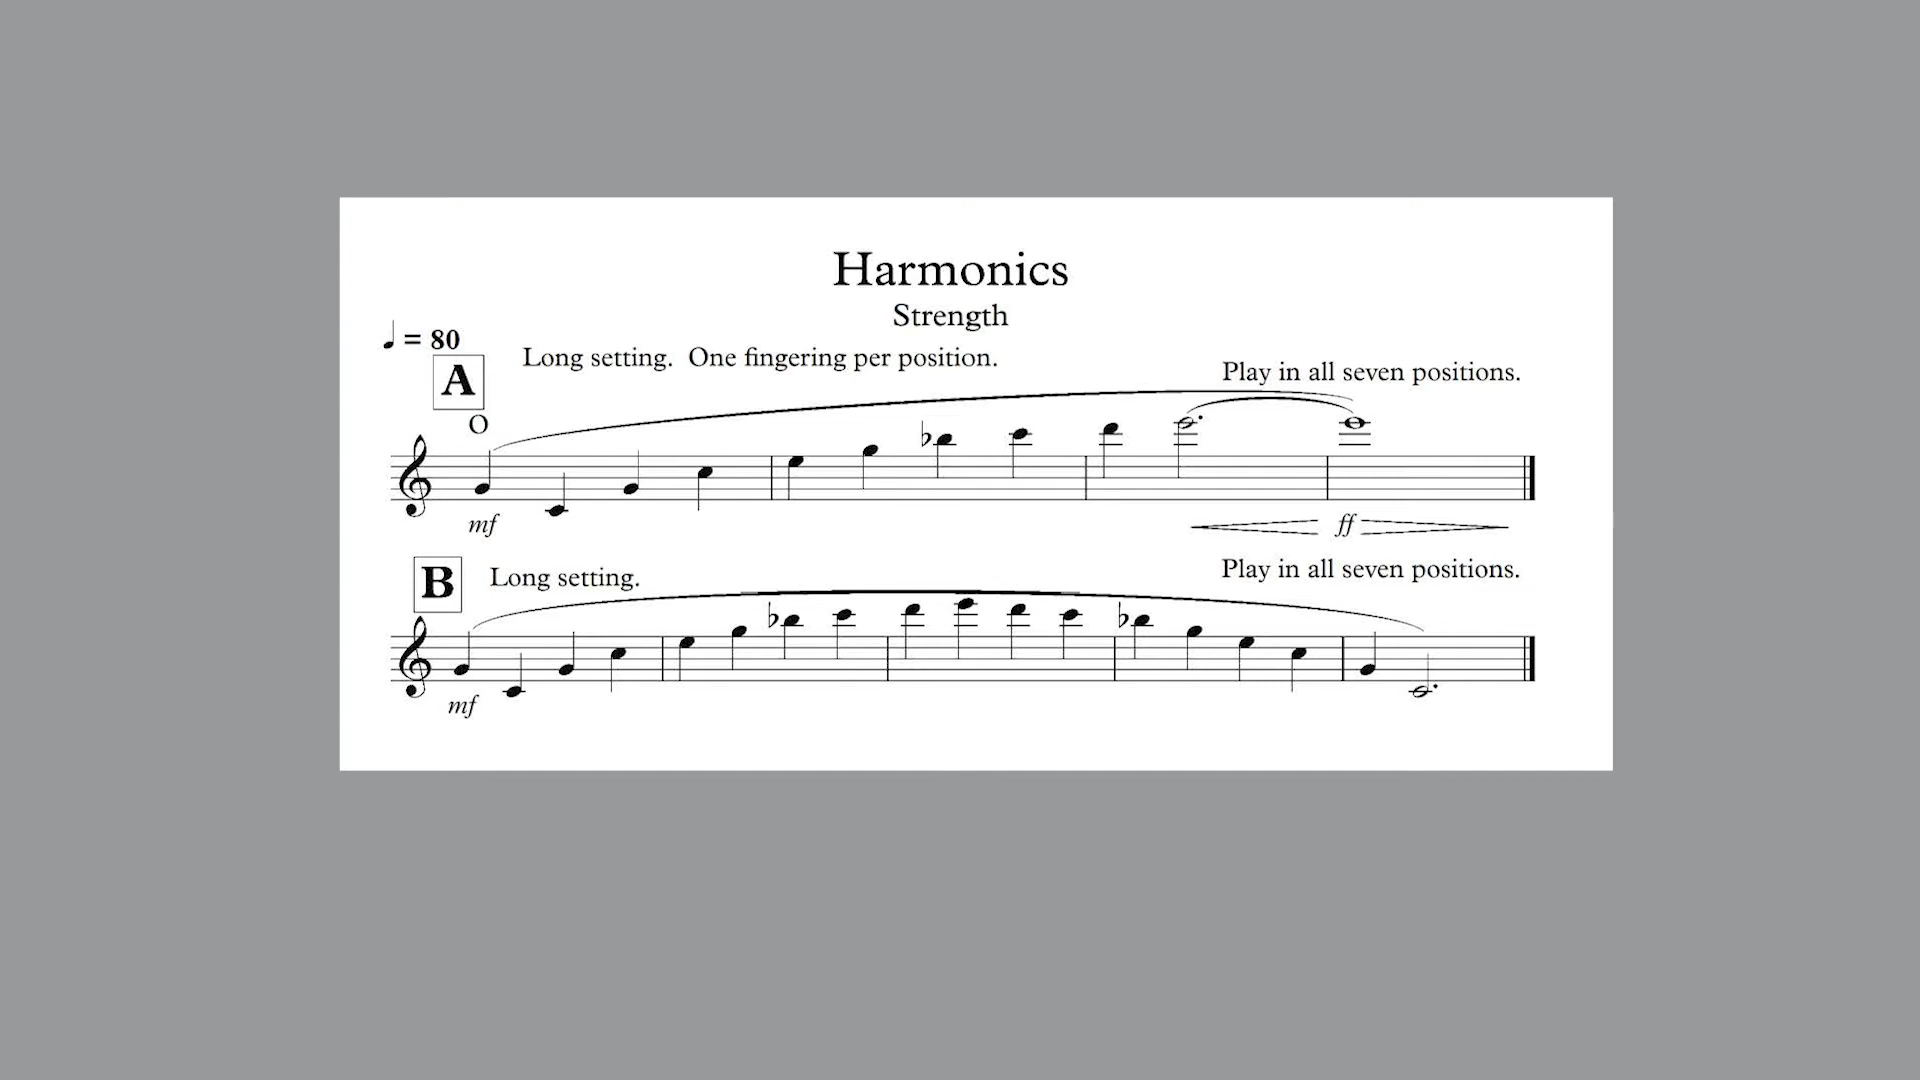 Harmonics
Strength
♩ = 80
A
Long setting. One fingering per position.
Play in all seven positions.
O
mf
ff
B
Long setting.
Play in all seven positions.
mf